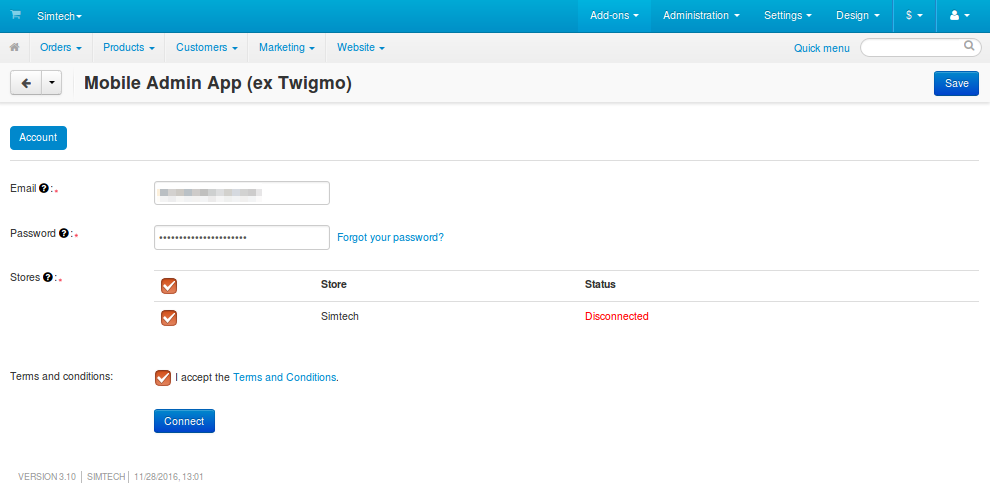 Simtech Add-ons Administration Settings Design $
Orders Products Customers Marketing Website Quick menu
Mobile Admin App (ex Twigmo) Save
Account
Email ?:*
Password ?:* •••••••••••••••••••••• Forgot your password?
Stores ?:* Store Status
Simtech Disconnected
Terms and conditions: I accept the Terms and Conditions.
Connect
VERSION 3.10 | SIMTECH | 11/28/2016, 13:01